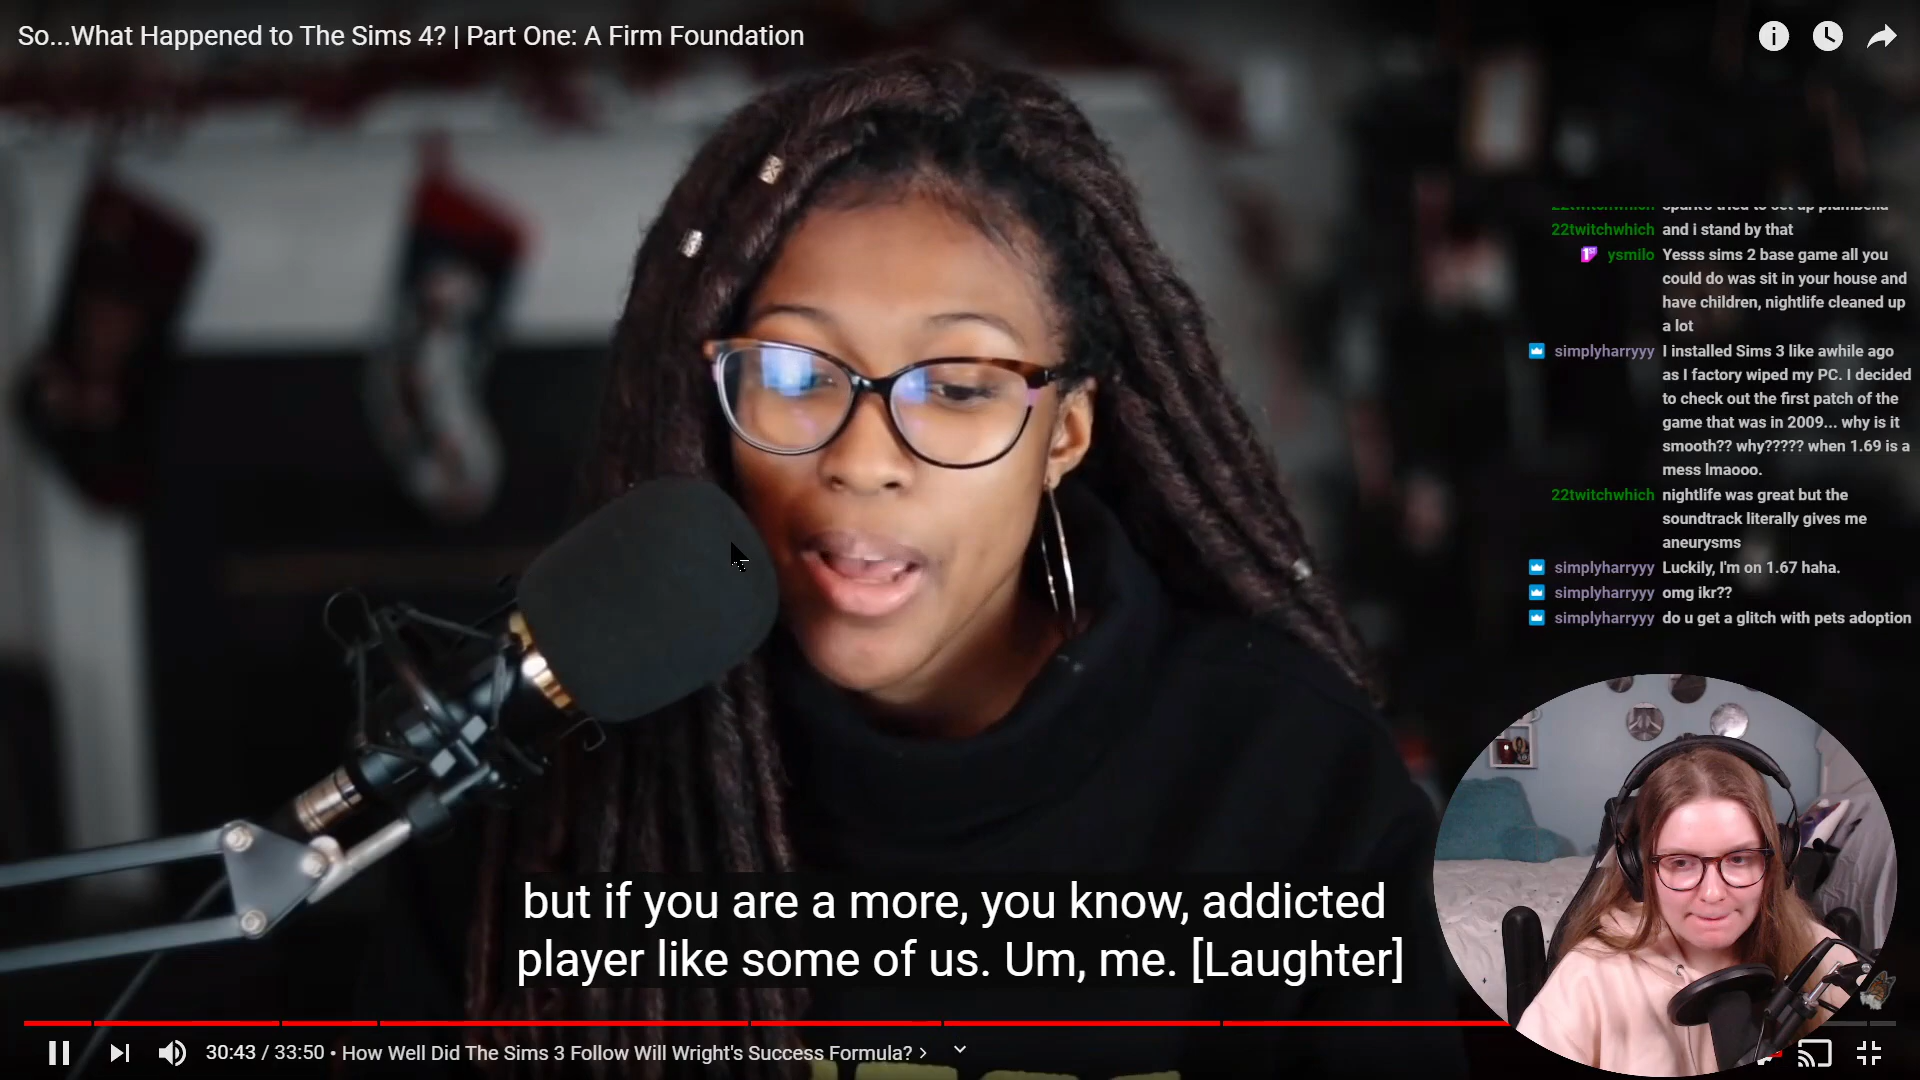 So...What Happened to The Sims 4? | Part One: A Firm Foundation
22twitchwich and i stand by that
ysmilo Yesss sims 2 base game all you
could do was sit in your house and
have children, nightlife cleaned up
a lot
simplyharryyy I installed Sims 3 like awhile ago
as I factory wiped my PC. I decided
to check out the first patch of the
game that was in 2009... why is it
smooth?? why????? when 1.69 is a
mess lmaooo.
22twitchwich nightlife was great but the
soundtrack literally gives me
aneurysms
simplyharryyy Luckily, I'm on 1.67 haha.
simplyharryyy omg ikr??
simplyharryyy do u get a glitch with pets adoption
but if you are a more, you know, addicted
player like some of us. Um, me. [Laughter]
30:43 / 33:50 • How Well Did The Sims 3 Follow Will Wright's Success Formula?